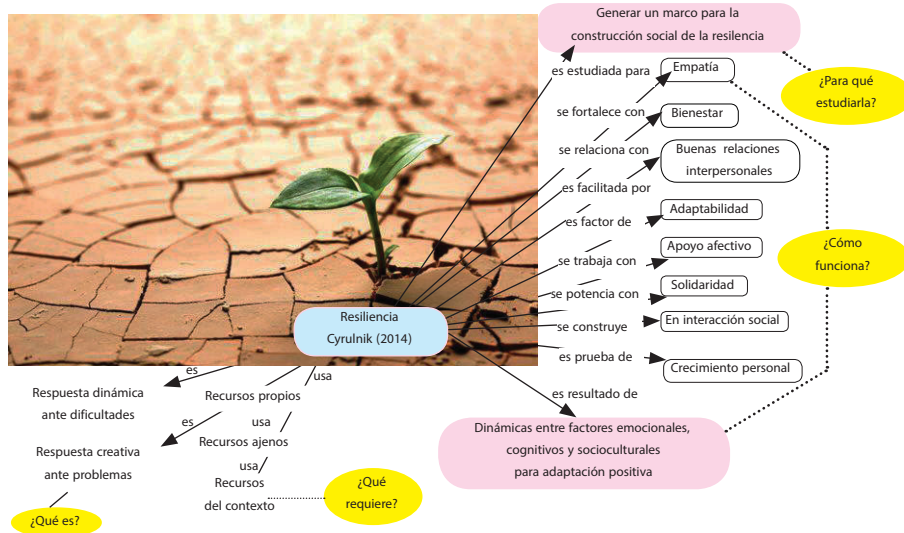 Generar un marco para la
construcción social de la resilencia
¿Para qué
estudiarla?
es estudiada para
Empatía
se fortalece con
Bienestar
se relaciona con
Buenas relaciones
interpersonales
es facilitada por
Adaptabilidad
es factor de
Apoyo afectivo
¿Cómo
funciona?
se trabaja con
Solidaridad
se potencia con
En interacción social
se construye
es prueba de
Crecimiento personal
es resultado de
Resiliencia
Cyrulnik (2014)
es
usa
Respuesta dinámica
ante dificultades
Recursos propios
es
usa
Recursos ajenos
Respuesta creativa
ante problemas
usa
Recursos
del contexto
¿Qué
requiere?
¿Qué es?
Dinámicas entre factores emocionales,
cognitivos y socioculturales
para adaptación positiva